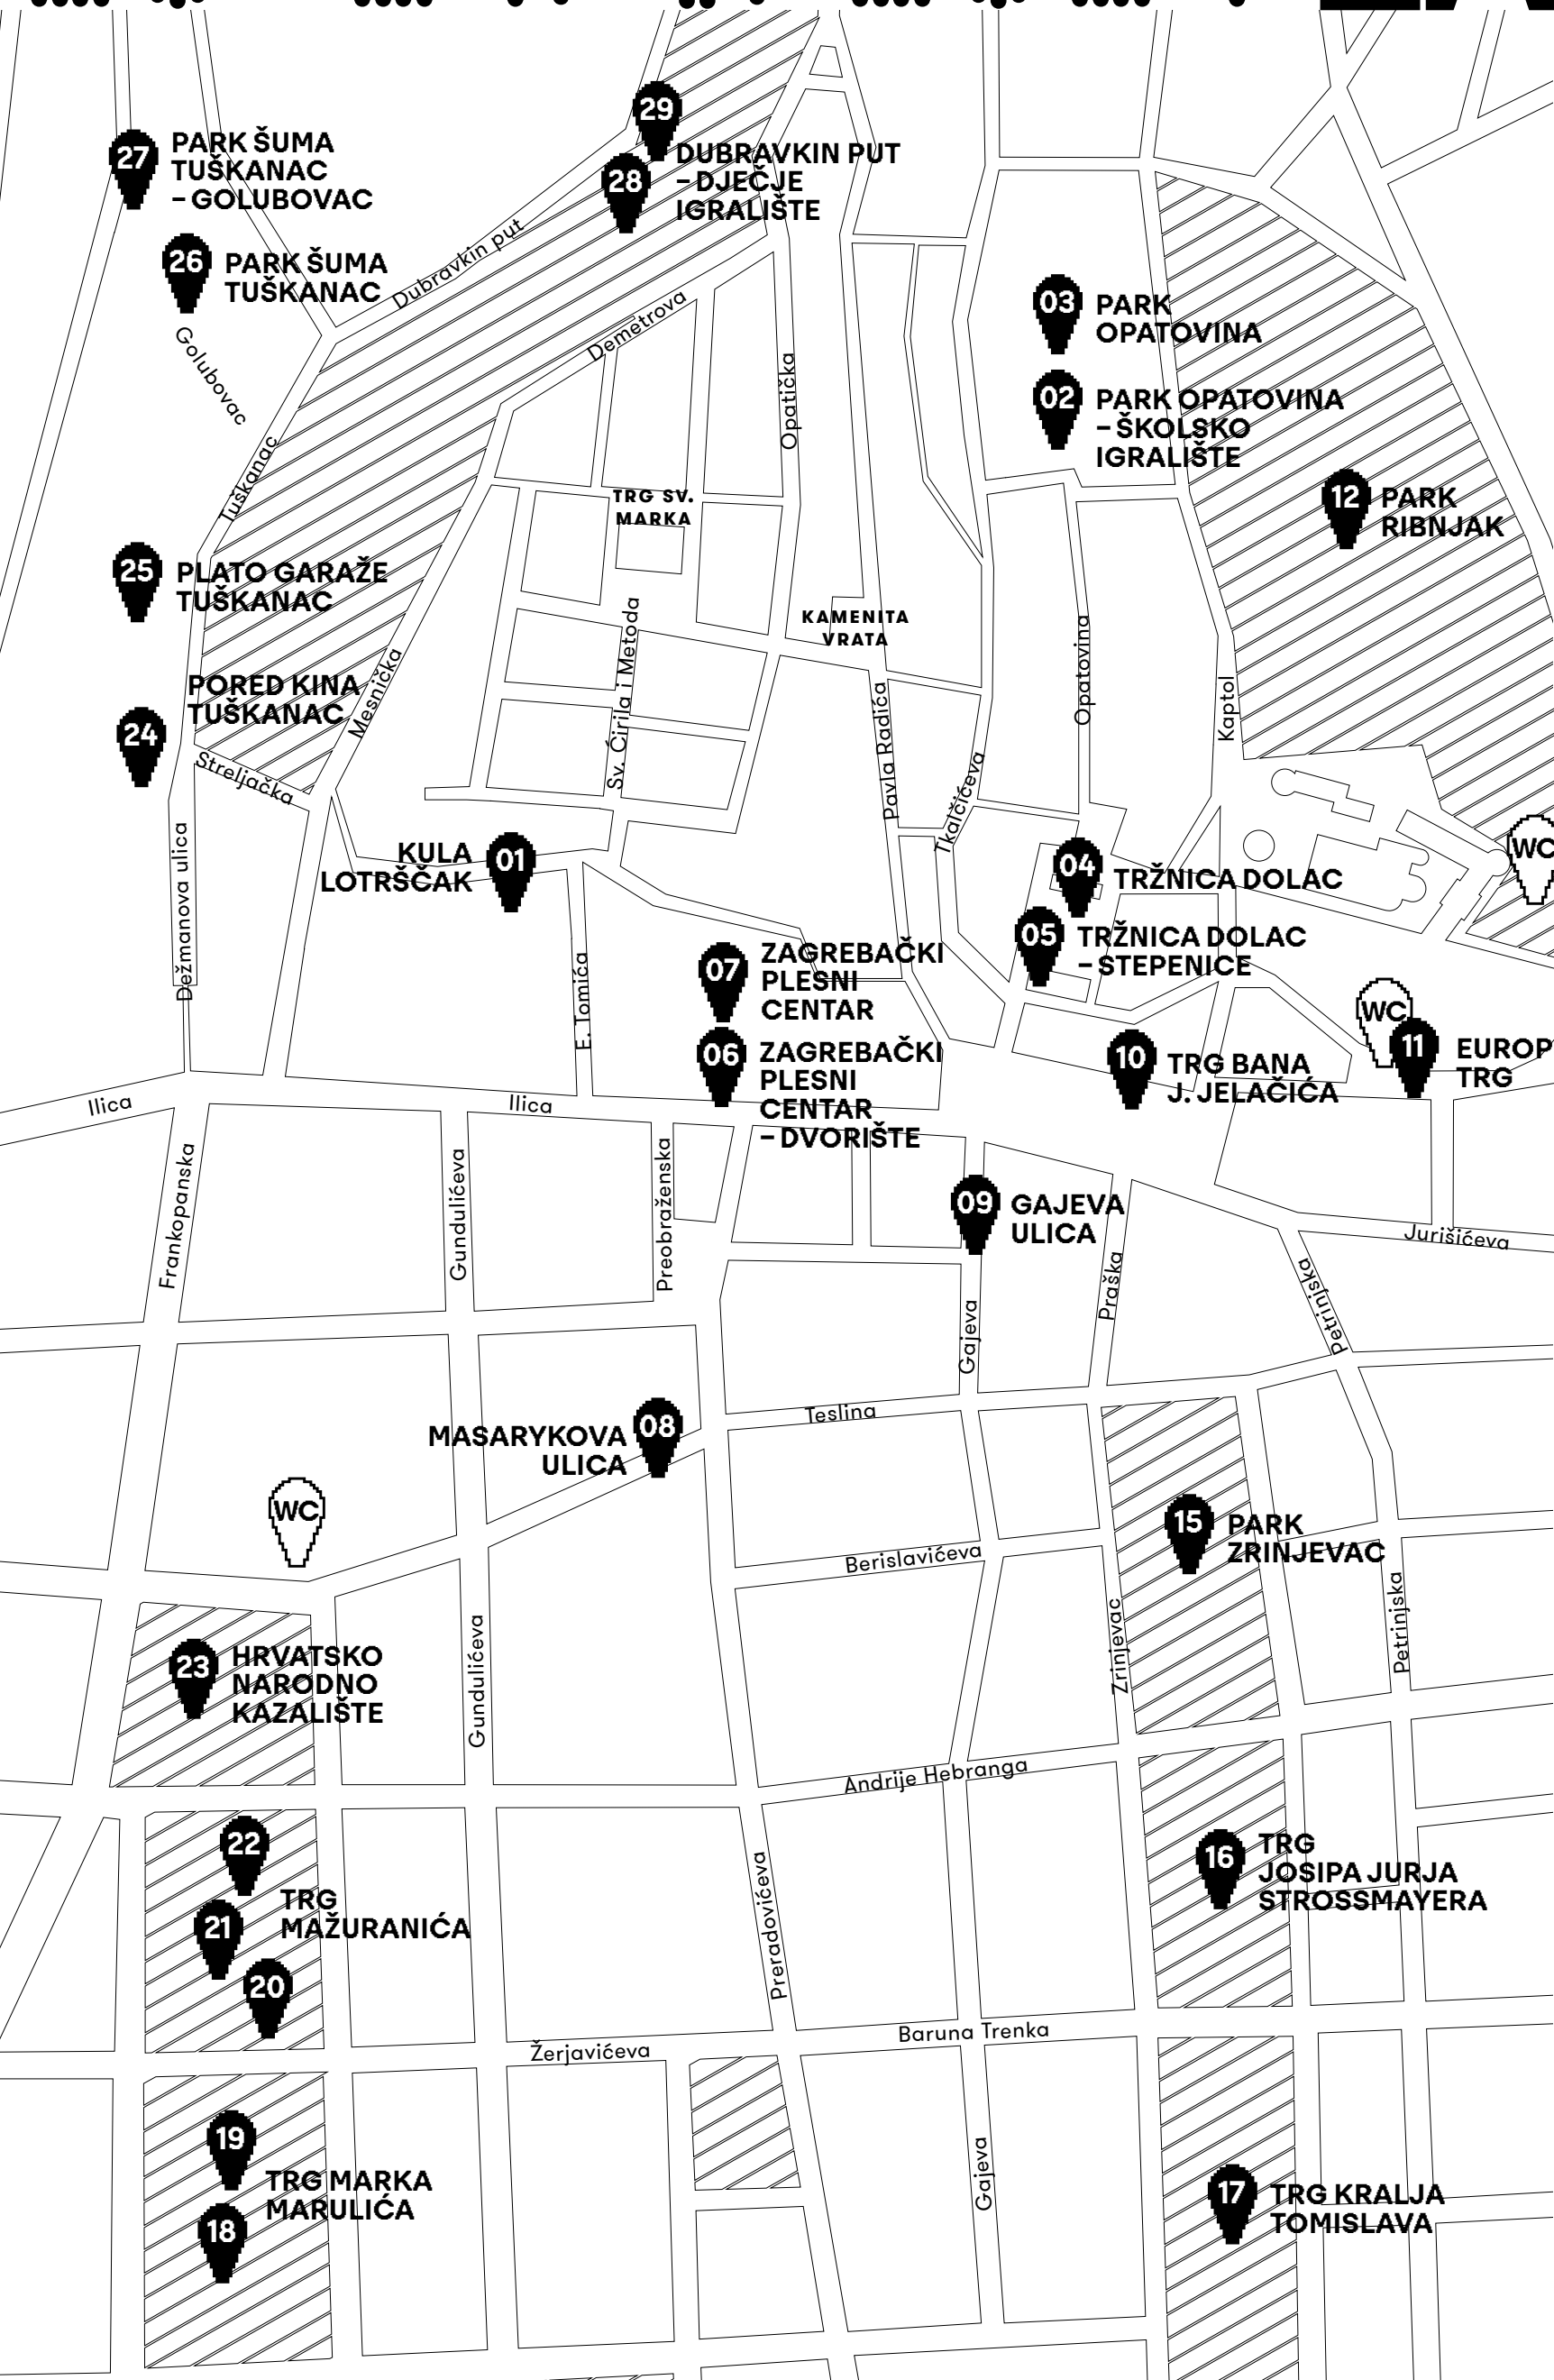 29
27
PARK ŠUMA
TUŠKANAC
– GOLUBOVAC
DUBRAVKIN PUT
– DJEČJE
IGRALIŠTE
28
26
PARK ŠUMA
TUŠKANAC
Dubravkin put
Golubovac
Demetrova
Opatička
03
PARK
OPATOVINA
02
PARK OPATOVINA
– ŠKOLSKO
IGRALIŠTE
Tuškanac
TRG SV.
MARKA
12
PARK
RIBNJAK
25
PLATO GARAŽE
TUŠKANAC
KAMENITA
VRATA
Mesnička
Sv. Ćirila i Metoda
Opatovina
Kaptol
PORED KINA
TUŠKANAC
24
Streljačka
Pavla Radića
Tkalčićeva
Dežmanova ulica
KULA
LOTRŠČAK
01
04
TRŽNICA DOLAC
WC
05
TRŽNICA DOLAC
– STEPENICE
07
ZAGREBAČKI
PLESNI
CENTAR
E. Tomića
WC
06
ZAGREBAČKI
PLESNI
CENTAR
– DVORIŠTE
10
TRG BANA
J. JELAČIĆA
11
EUROP
TRG
Ilica
Ilica
Frankopanska
Gundulićeva
Preobraženska
09
GAJEVA
ULICA
Jurišićeva
Praška
Petrinjska
Gajeva
08
MASARYKOVA
ULICA
Teslina
WC
15
PARK
ZRINJEVAC
Berislavićeva
Zrinjevac
Petrinjska
Gundulićeva
23
HRVATSKO
NARODNO
KAZALIŠTE
Andrije Hebranga
22
21
20
TRG
MAŽURANIĆA
16
TRG
JOSIPA JURJA
STROSSMAYERA
Preradovićeva
Žerjavićeva
Baruna Trenka
19
18
TRG MARKA
MARULIĆA
Gajeva
17
TRG KRALJA
TOMISLAVA